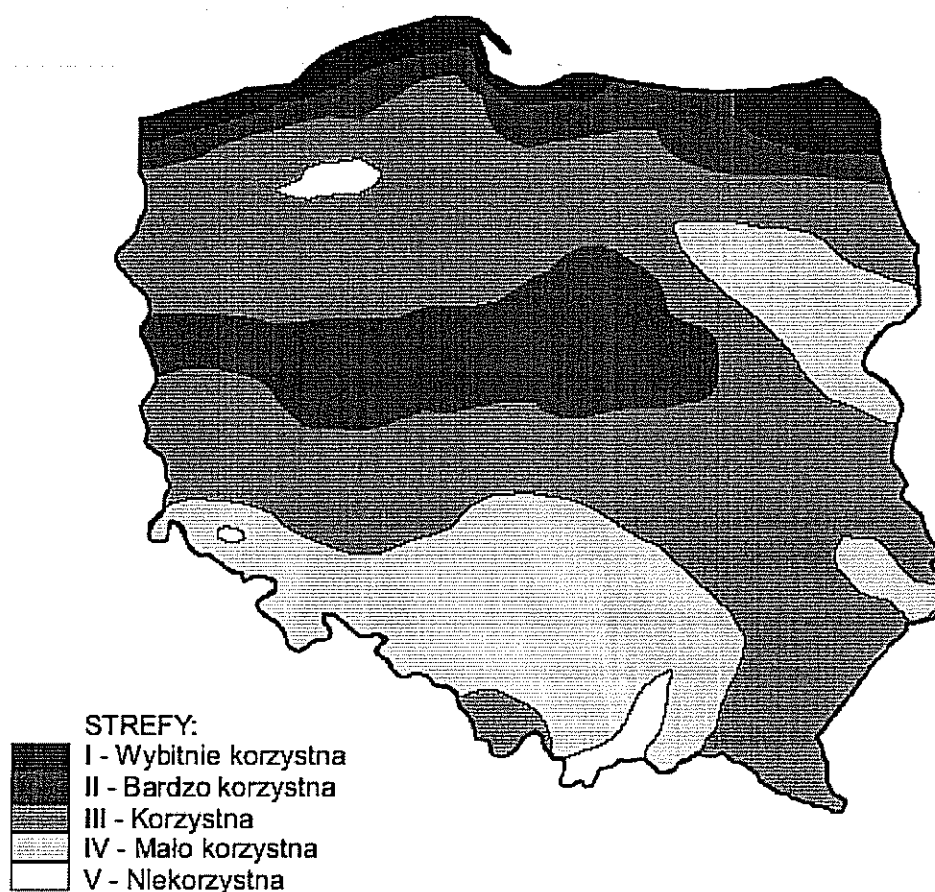 STREFY:
I - Wybitnie korzystna
II - Bardzo korzystna
III - Korzystna
IV - Mało korzystna
V - Niekorzystna